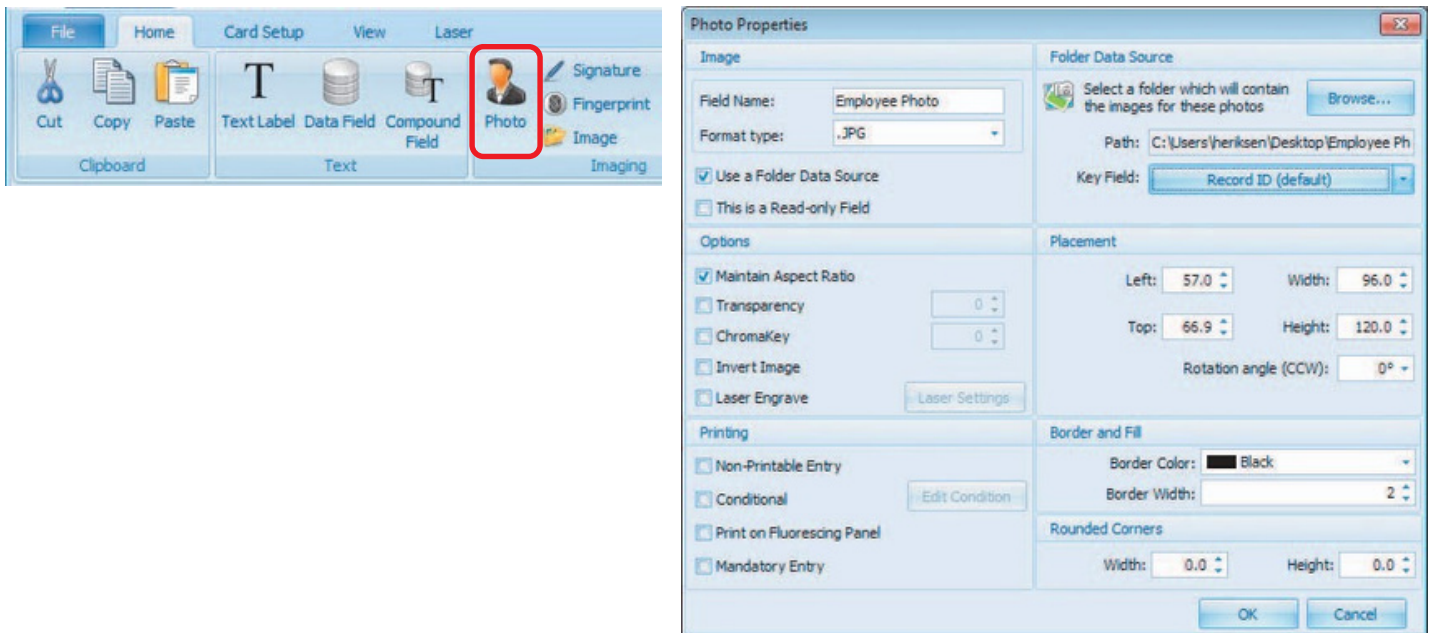 File Home Card Setup View Laser
Cut Copy Paste
Text Label Data Field Compound Field
Photo
Signature
Fingerprint
Image
Clipboard Text Imaging
Photo Properties
Image
Field Name: Employee Photo
Format type: .JPG
Use a Folder Data Source
This is a Read-only Field
Folder Data Source
Select a folder which will contain
the images for these photos
Browse...
Path: C:\Users\heriksen\Desktop\Employee Ph
Key Field: Record ID (default)
Options
Maintain Aspect Ratio
Transparency 0
ChromaKey 0
Invert Image
Laser Engrave Laser Settings
Placement
Left: 57.0 Width: 96.0
Top: 66.9 Height: 120.0
Rotation angle (CCW): 0°
Printing
Non-Printable Entry
Conditional Edit Condition
Print on Fluorescing Panel
Mandatory Entry
Border and Fill
Border Color: Black
Border Width: 2
Rounded Corners
Width: 0.0 Height: 0.0
OK Cancel